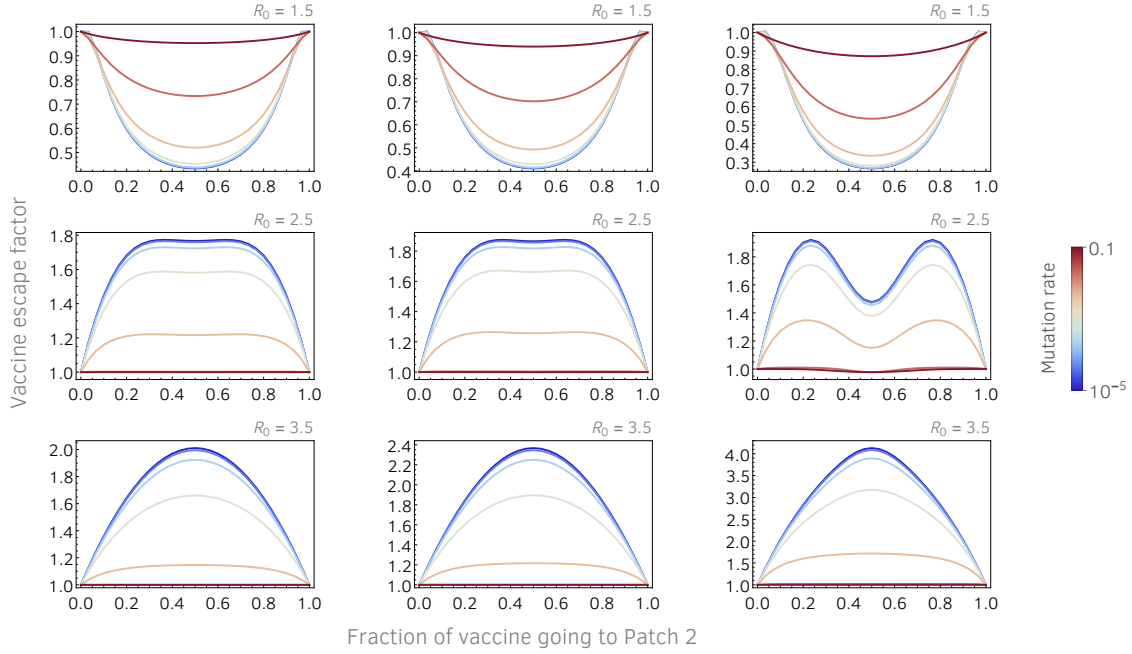 R0 = 1.5
R0 = 1.5
R0 = 1.5
1.0
0.9
0.8
0.7
0.6
0.5
0.0 0.2 0.4 0.6 0.8 1.0
1.0
0.9
0.8
0.7
0.6
0.5
0.4
0.0 0.2 0.4 0.6 0.8 1.0
1.0
0.9
0.8
0.7
0.6
0.5
0.4
0.3
0.0 0.2 0.4 0.6 0.8 1.0
R0 = 2.5
R0 = 2.5
R0 = 2.5
1.8
1.6
1.4
1.2
1.0
0.0 0.2 0.4 0.6 0.8 1.0
1.8
1.6
1.4
1.2
1.0
0.0 0.2 0.4 0.6 0.8 1.0
1.8
1.6
1.4
1.2
1.0
0.0 0.2 0.4 0.6 0.8 1.0
R0 = 3.5
R0 = 3.5
R0 = 3.5
2.0
1.8
1.6
1.4
1.2
1.0
0.0 0.2 0.4 0.6 0.8 1.0
2.4
2.2
2.0
1.8
1.6
1.4
1.2
1.0
0.0 0.2 0.4 0.6 0.8 1.0
4.0
3.5
3.0
2.5
2.0
1.5
1.0
0.0 0.2 0.4 0.6 0.8 1.0
Vaccine escape factor
Fraction of vaccine going to Patch 2
Mutation rate
0.1
10⁻⁵